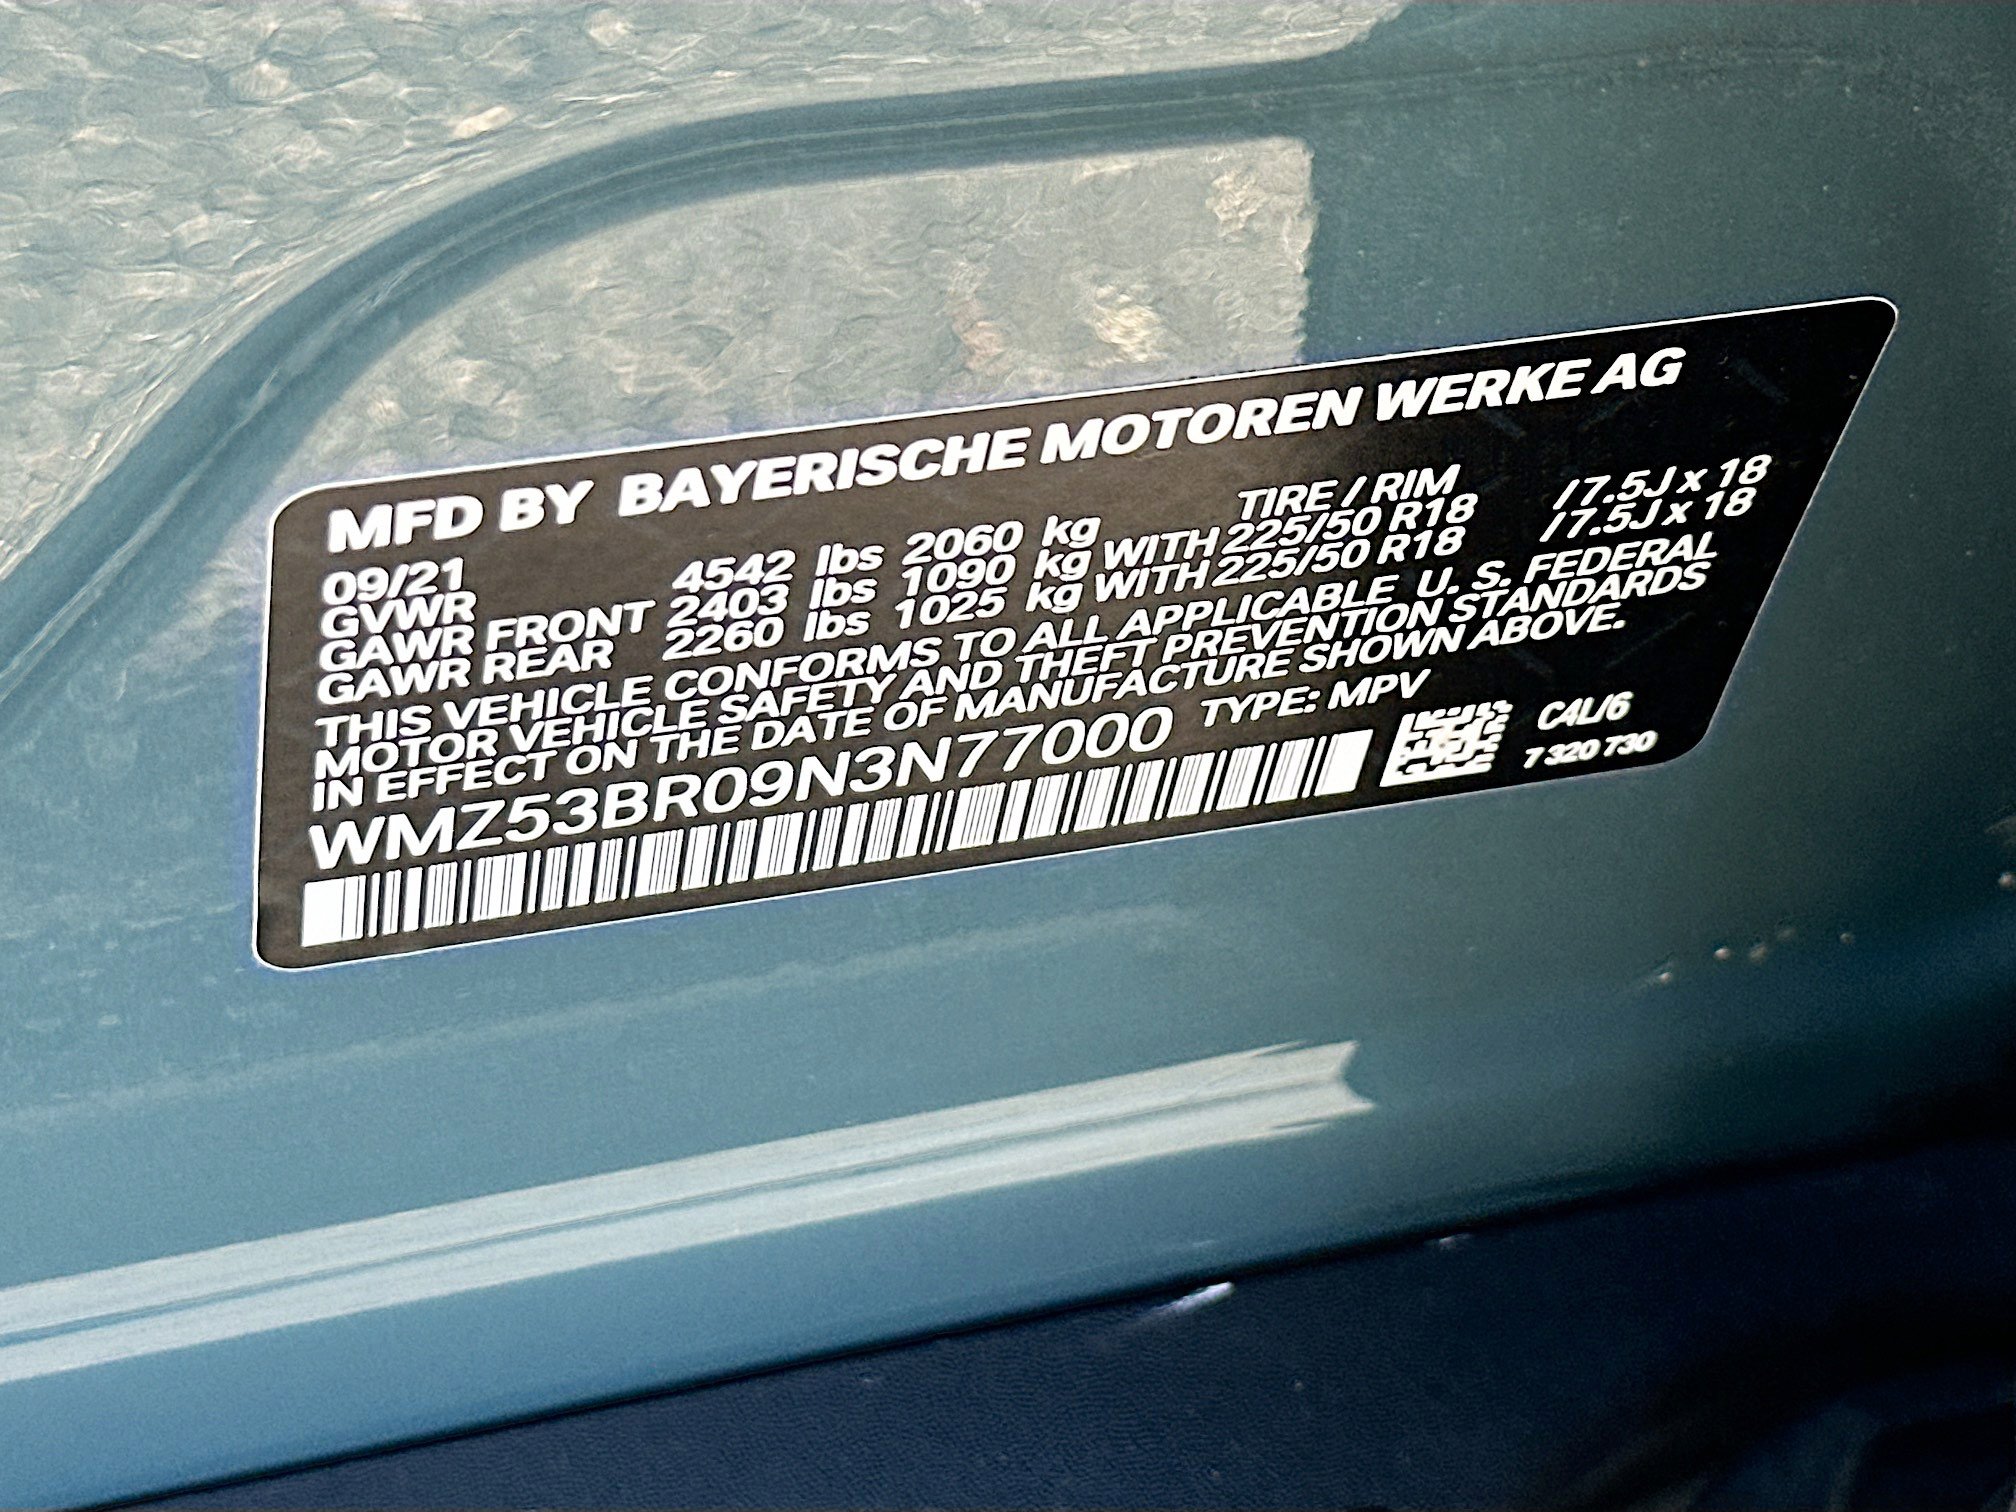 MFD BY BAYERISCHE MOTOREN WERKE AG
09/21 TIRE / RIM
GVWR 4542 lbs 2060 kg
GAWR FRONT 2403 lbs 1090 kg WITH 225/50 R18 / 7.5J x 18
GAWR REAR 2260 lbs 1025 kg WITH 225/50 R18 / 7.5J x 18
THIS VEHICLE CONFORMS TO ALL APPLICABLE U. S. FEDERAL
MOTOR VEHICLE SAFETY AND THEFT PREVENTION STANDARDS
IN EFFECT ON THE DATE OF MANUFACTURE SHOWN ABOVE.
WMZ53BR09N3N77000 TYPE: MPV
C4L/6
7 320 730